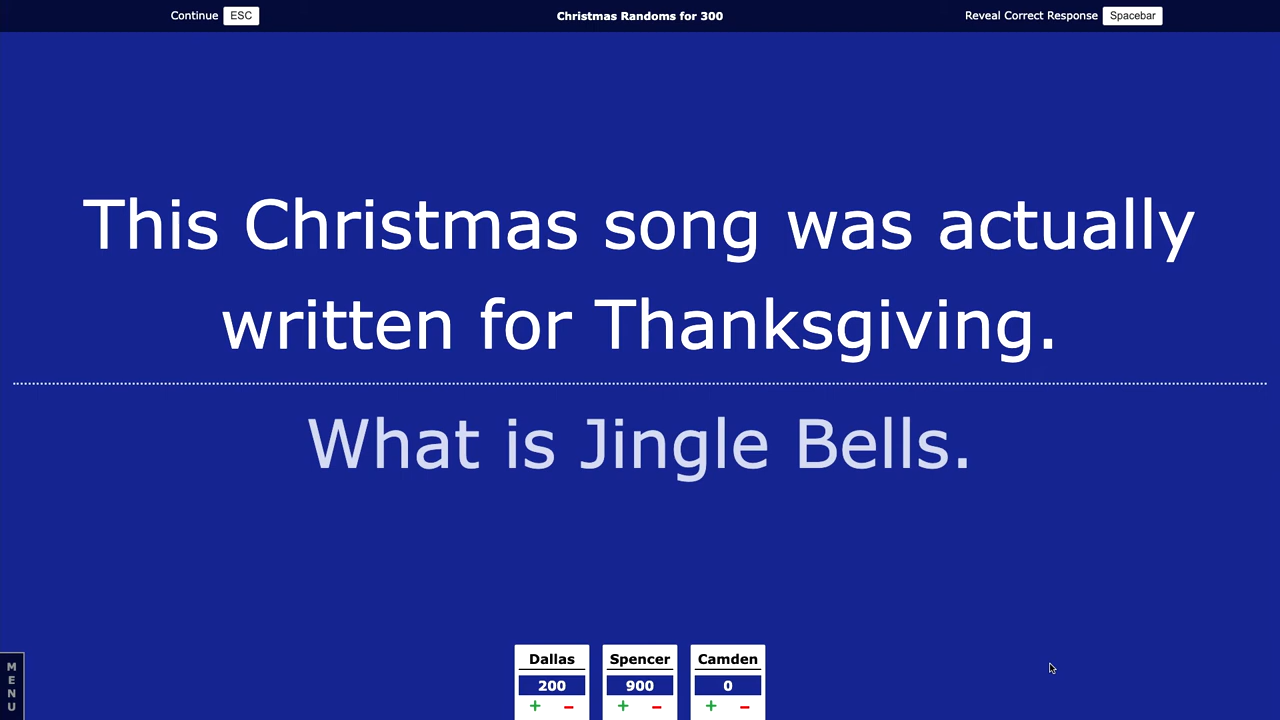 Continue ESC
Christmas Randoms for 300
Reveal Correct Response Spacebar
This Christmas song was actually
written for Thanksgiving.
What is Jingle Bells.
MENU
Dallas Spencer Camden
200 900 0
+ − + − + −